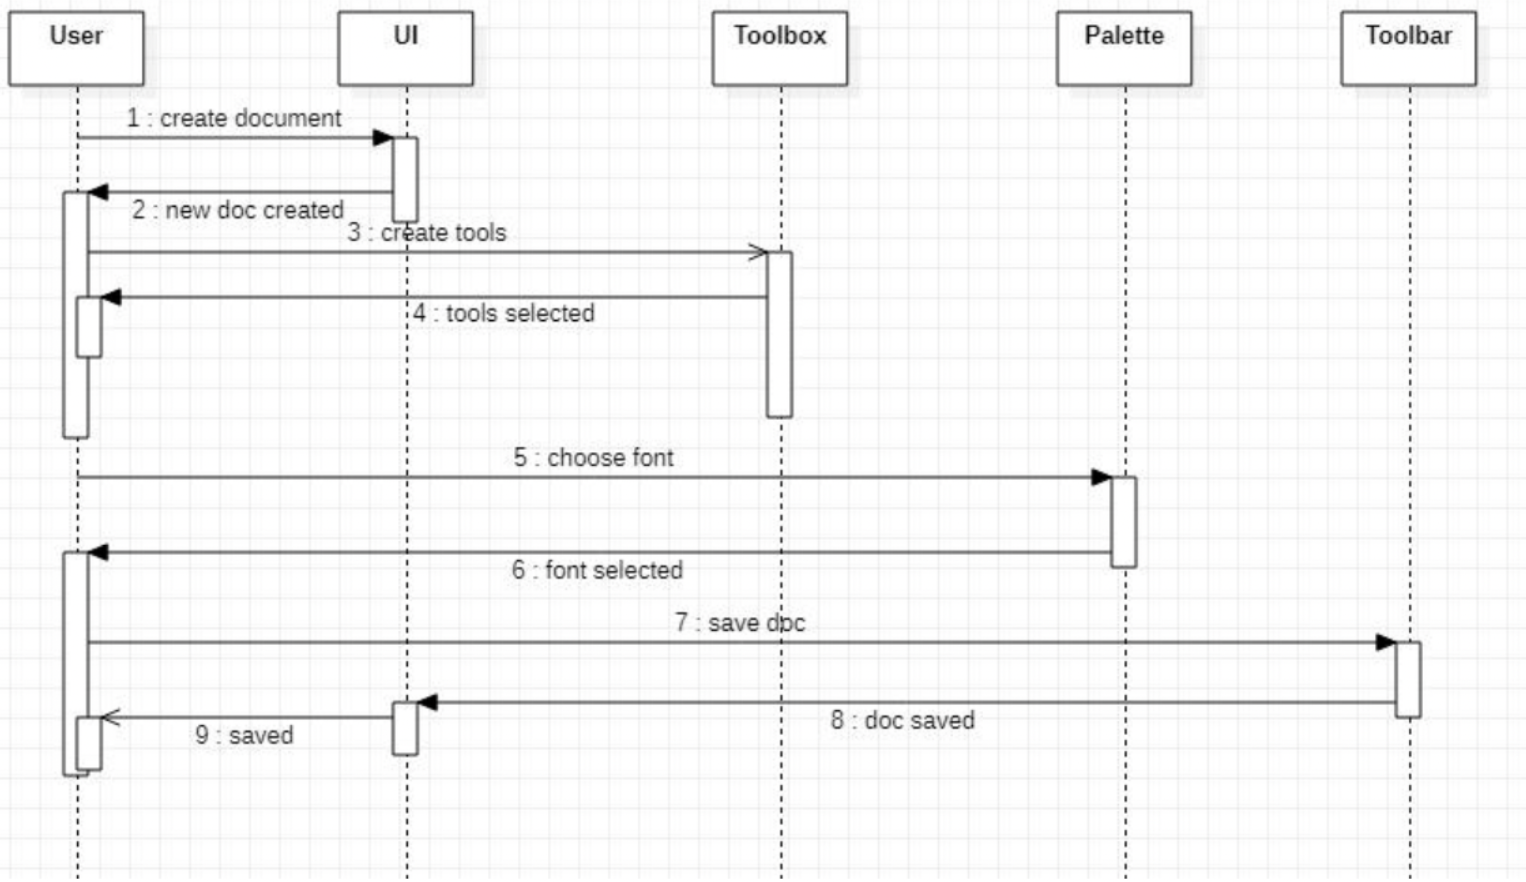 User
UI
Toolbox
Palette
Toolbar
1 : create document
2 : new doc created
3 : create tools
4 : tools selected
5 : choose font
6 : font selected
7 : save doc
8 : doc saved
9 : saved